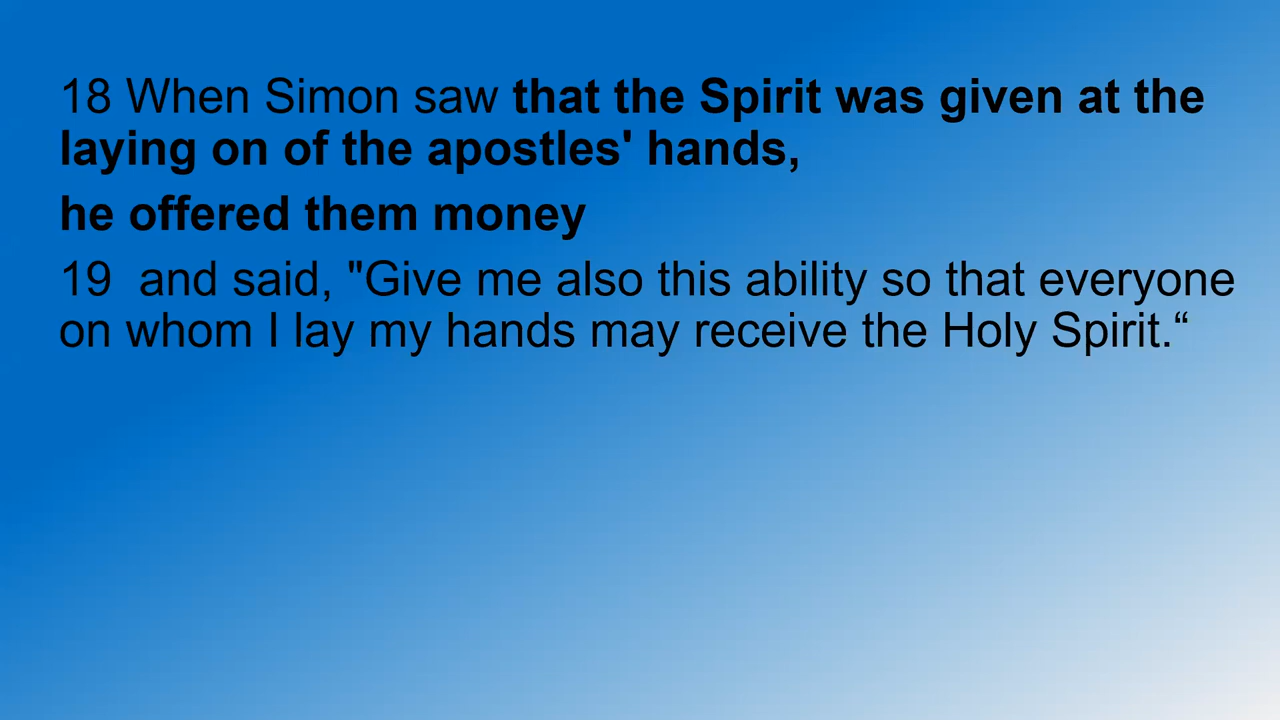 18 When Simon saw that the Spirit was given at the
laying on of the apostles' hands,
he offered them money
19  and said, "Give me also this ability so that everyone
on whom I lay my hands may receive the Holy Spirit.“